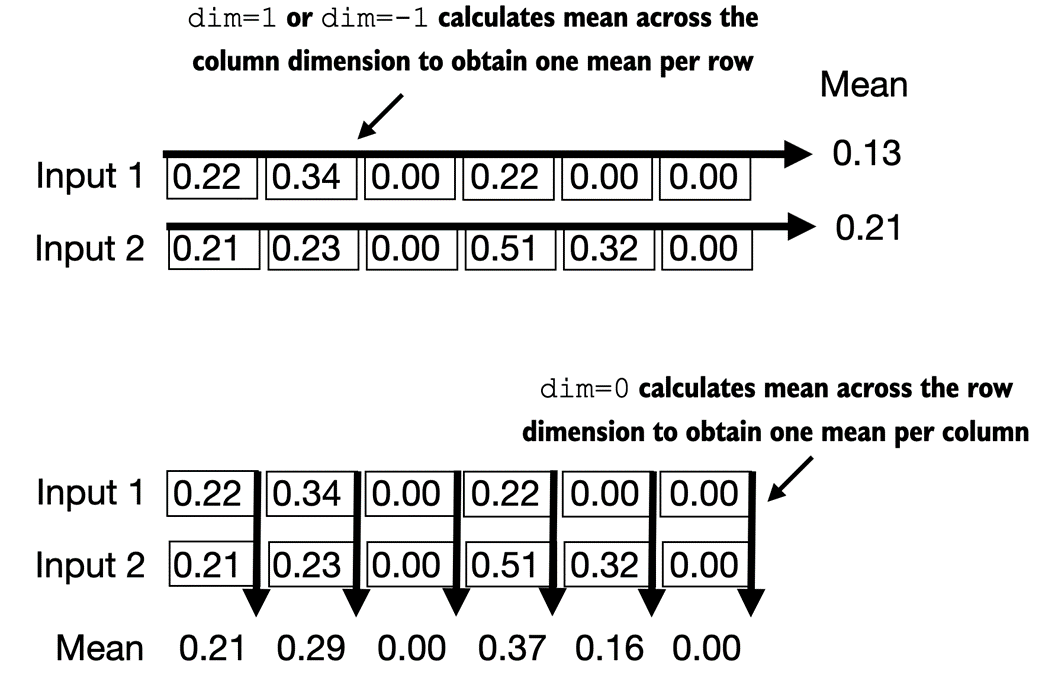 dim=1 or dim=-1 calculates mean across the
column dimension to obtain one mean per row
Mean
Input 1 0.22 0.34 0.00 0.22 0.00 0.00 0.13
Input 2 0.21 0.23 0.00 0.51 0.32 0.00 0.21
dim=0 calculates mean across the row
dimension to obtain one mean per column
Input 1 0.22 0.34 0.00 0.22 0.00 0.00
Input 2 0.21 0.23 0.00 0.51 0.32 0.00
Mean 0.21 0.29 0.00 0.37 0.16 0.00